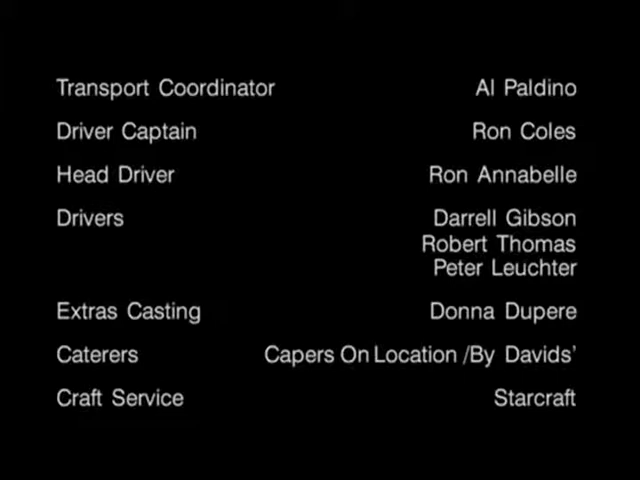 Transport Coordinator Al Paldino
Driver Captain Ron Coles
Head Driver Ron Annabelle
Drivers Darrell Gibson
Robert Thomas
Peter Leuchter
Extras Casting Donna Dupere
Caterers Capers On Location /By Davids'
Craft Service Starcraft